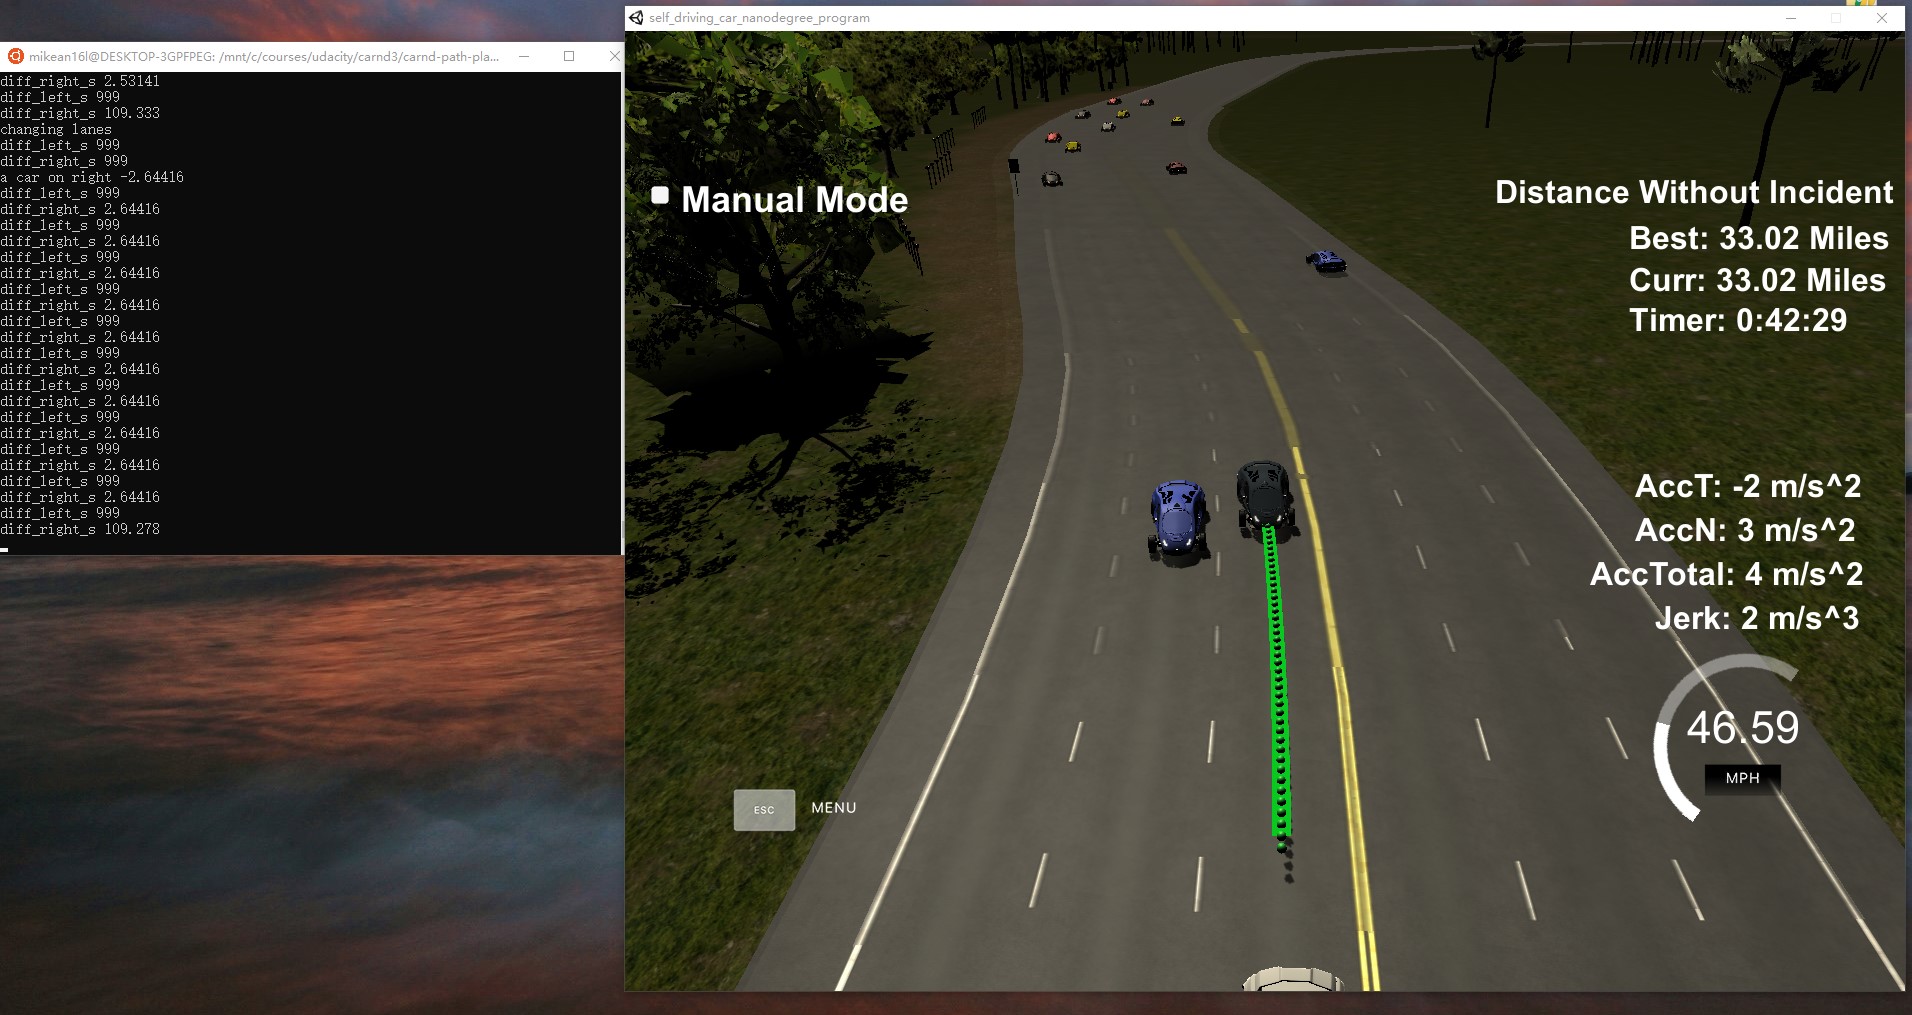 mikean16l@DESKTOP-3GPFPEG: /mnt/c/courses/udacity/carnd3/carnd-path-pla...
diff_right_s 2.53141
diff_left_s 999
diff_right_s 109.333
changing lanes
diff_left_s 999
diff_right_s 999
a car on right -2.64416
diff_left_s 999
diff_right_s 2.64416
diff_left_s 999
diff_right_s 2.64416
diff_left_s 999
diff_right_s 2.64416
diff_left_s 999
diff_right_s 2.64416
diff_left_s 999
diff_right_s 2.64416
diff_left_s 999
diff_right_s 2.64416
diff_left_s 999
diff_right_s 2.64416
diff_left_s 999
diff_right_s 2.64416
diff_left_s 999
diff_right_s 2.64416
diff_left_s 999
diff_right_s 2.64416
diff_left_s 999
diff_right_s 109.278
self_driving_car_nanodegree_program
Manual Mode
Distance Without Incident
Best: 33.02 Miles
Curr: 33.02 Miles
Timer: 0:42:29
AccT: -2 m/s^2
AccN: 3 m/s^2
AccTotal: 4 m/s^2
Jerk: 2 m/s^3
46.59
MPH
ESC MENU